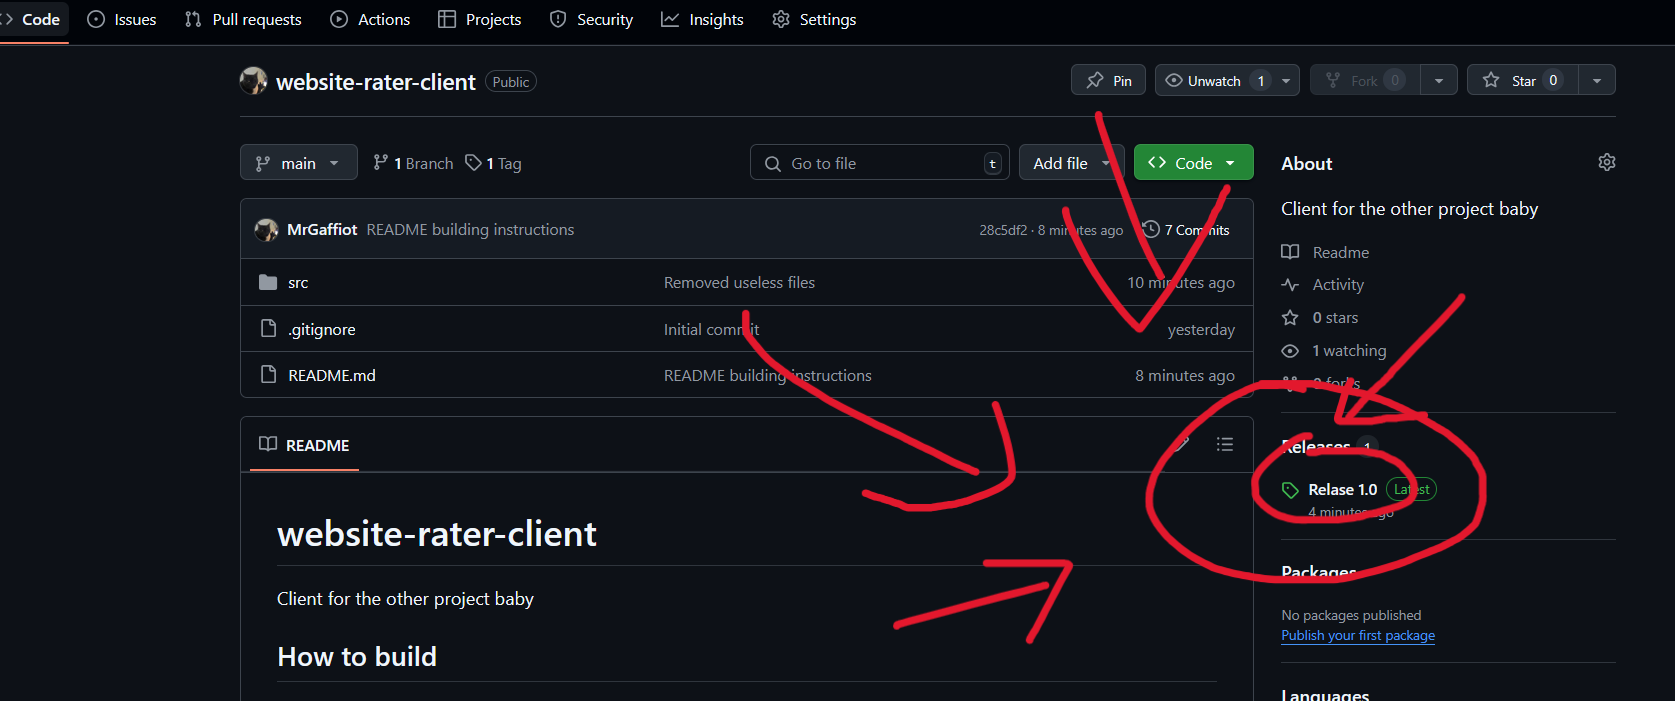 Code Issues Pull requests Actions Projects Security Insights Settings
website-rater-client Public Pin Unwatch 1 Fork 0 Star 0
main 1 Branch 1 Tag Go to file t Add file Code
MrGaffiot README building instructions 28c5df2 · 8 minutes ago 7 Commits
src Removed useless files 10 minutes ago
.gitignore Initial commit yesterday
README.md README building instructions 8 minutes ago
README
website-rater-client
Client for the other project baby
How to build
About
Client for the other project baby
Readme
Activity
0 stars
1 watching
0 forks
Releases 1
Relase 1.0 Latest
4 minutes ago
Packages
No packages published
Publish your first package
Languages